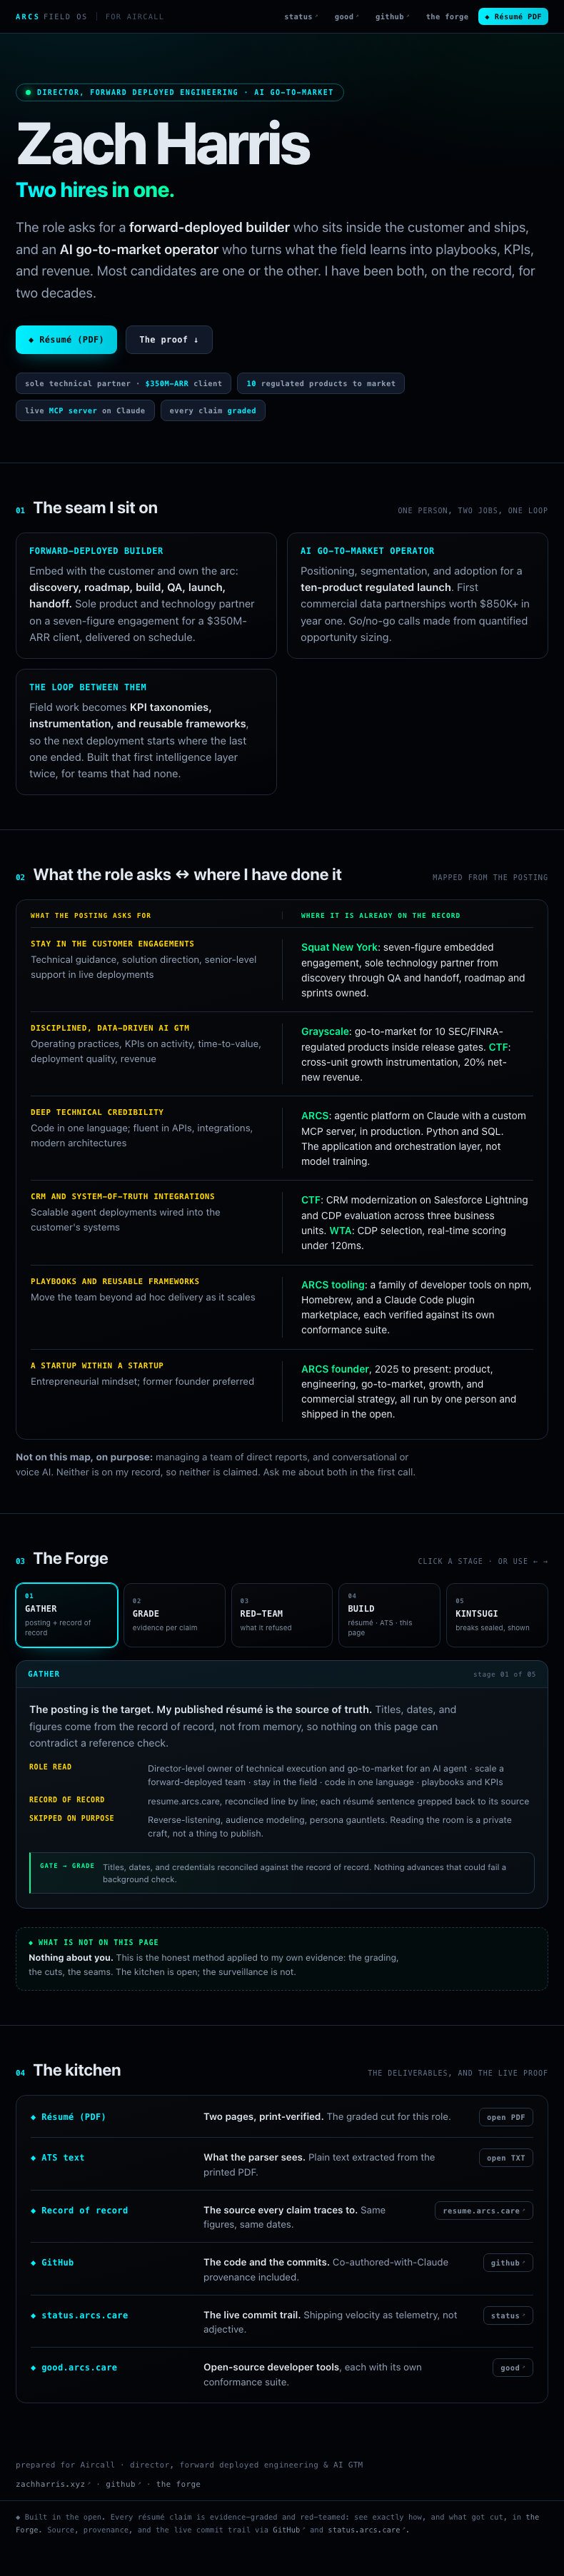 ARCS FIELD OS | FOR AIRCALL
status↗ good↗ github↗ the forge ◆ Résumé PDF
DIRECTOR, FORWARD DEPLOYED ENGINEERING · AI GO-TO-MARKET
Zach Harris
Two hires in one.
The role asks for a forward-deployed builder who sits inside the customer and ships,
and an AI go-to-market operator who turns what the field learns into playbooks, KPIs,
and revenue. Most candidates are one or the other. I have been both, on the record, for
two decades.
◆ Résumé (PDF) The proof ↓
sole technical partner · $350M-ARR client 10 regulated products to market
live MCP server on Claude every claim graded
01 The seam I sit on ONE PERSON, TWO JOBS, ONE LOOP
FORWARD-DEPLOYED BUILDER
Embed with the customer and own the arc:
discovery, roadmap, build, QA, launch,
handoff. Sole product and technology partner
on a seven-figure engagement for a $350M-
ARR client, delivered on schedule.
AI GO-TO-MARKET OPERATOR
Positioning, segmentation, and adoption for a
ten-product regulated launch. First
commercial data partnerships worth $850K+ in
year one. Go/no-go calls made from quantified
opportunity sizing.
THE LOOP BETWEEN THEM
Field work becomes KPI taxonomies,
instrumentation, and reusable frameworks,
so the next deployment starts where the last
one ended. Built that first intelligence layer
twice, for teams that had none.
02 What the role asks ↔ where I have done it MAPPED FROM THE POSTING
WHAT THE POSTING ASKS FOR WHERE IT IS ALREADY ON THE RECORD
STAY IN THE CUSTOMER ENGAGEMENTS
Technical guidance, solution direction, senior-level
support in live deployments
Squat New York: seven-figure embedded
engagement, sole technology partner from
discovery through QA and handoff, roadmap and
sprints owned.
DISCIPLINED, DATA-DRIVEN AI GTM
Operating practices, KPIs on activity, time-to-value,
deployment quality, revenue
Grayscale: go-to-market for 10 SEC/FINRA-
regulated products inside release gates. CTF:
cross-unit growth instrumentation, 20% net-
new revenue.
DEEP TECHNICAL CREDIBILITY
Code in one language; fluent in APIs, integrations,
modern architectures
ARCS: agentic platform on Claude with a custom
MCP server, in production. Python and SQL.
The application and orchestration layer, not
model training.
CRM AND SYSTEM-OF-TRUTH INTEGRATIONS
Scalable agent deployments wired into the
customer's systems
CTF: CRM modernization on Salesforce Lightning
and CDP evaluation across three business
units. WTA: CDP selection, real-time scoring
under 120ms.
PLAYBOOKS AND REUSABLE FRAMEWORKS
Move the team beyond ad hoc delivery as it scales
ARCS tooling: a family of developer tools on npm,
Homebrew, and a Claude Code plugin
marketplace, each verified against its own
conformance suite.
A STARTUP WITHIN A STARTUP
Entrepreneurial mindset; former founder preferred
ARCS founder, 2025 to present: product,
engineering, go-to-market, growth, and
commercial strategy, all run by one person and
shipped in the open.
Not on this map, on purpose: managing a team of direct reports, and conversational or
voice AI. Neither is on my record, so neither is claimed. Ask me about both in the first call.
03 The Forge CLICK A STAGE · OR USE ← →
01
GATHER
posting + record of
record
02
GRADE
evidence per claim
03
RED-TEAM
what it refused
04
BUILD
résumé · ATS · this
page
05
KINTSUGI
breaks sealed, shown
GATHER stage 01 of 05
The posting is the target. My published résumé is the source of truth. Titles, dates, and
figures come from the record of record, not from memory, so nothing on this page can
contradict a reference check.
ROLE READ Director-level owner of technical execution and go-to-market for an AI agent · scale a
forward-deployed team · stay in the field · code in one language · playbooks and KPIs
RECORD OF RECORD resume.arcs.care, reconciled line by line; each résumé sentence grepped back to its source
SKIPPED ON PURPOSE Reverse-listening, audience modeling, persona gauntlets. Reading the room is a private
craft, not a thing to publish.
GATE → GRADE Titles, dates, and credentials reconciled against the record of record. Nothing advances that could fail a
background check.
◆ WHAT IS NOT ON THIS PAGE
Nothing about you. This is the honest method applied to my own evidence: the grading,
the cuts, the seams. The kitchen is open; the surveillance is not.
04 The kitchen THE DELIVERABLES, AND THE LIVE PROOF
◆ Résumé (PDF) Two pages, print-verified. The graded cut for this role. open PDF
◆ ATS text What the parser sees. Plain text extracted from the
printed PDF. open TXT
◆ Record of record The source every claim traces to. Same
figures, same dates. resume.arcs.care↗
◆ GitHub The code and the commits. Co-authored-with-Claude
provenance included. github↗
◆ status.arcs.care The live commit trail. Shipping velocity as telemetry, not
adjective. status↗
◆ good.arcs.care Open-source developer tools, each with its own
conformance suite. good↗
prepared for Aircall · director, forward deployed engineering & AI GTM
zachharris.xyz↗ · github↗ · the forge
◆ Built in the open. Every résumé claim is evidence-graded and red-teamed: see exactly how, and what got cut, in the
Forge. Source, provenance, and the live commit trail via GitHub↗ and status.arcs.care↗.